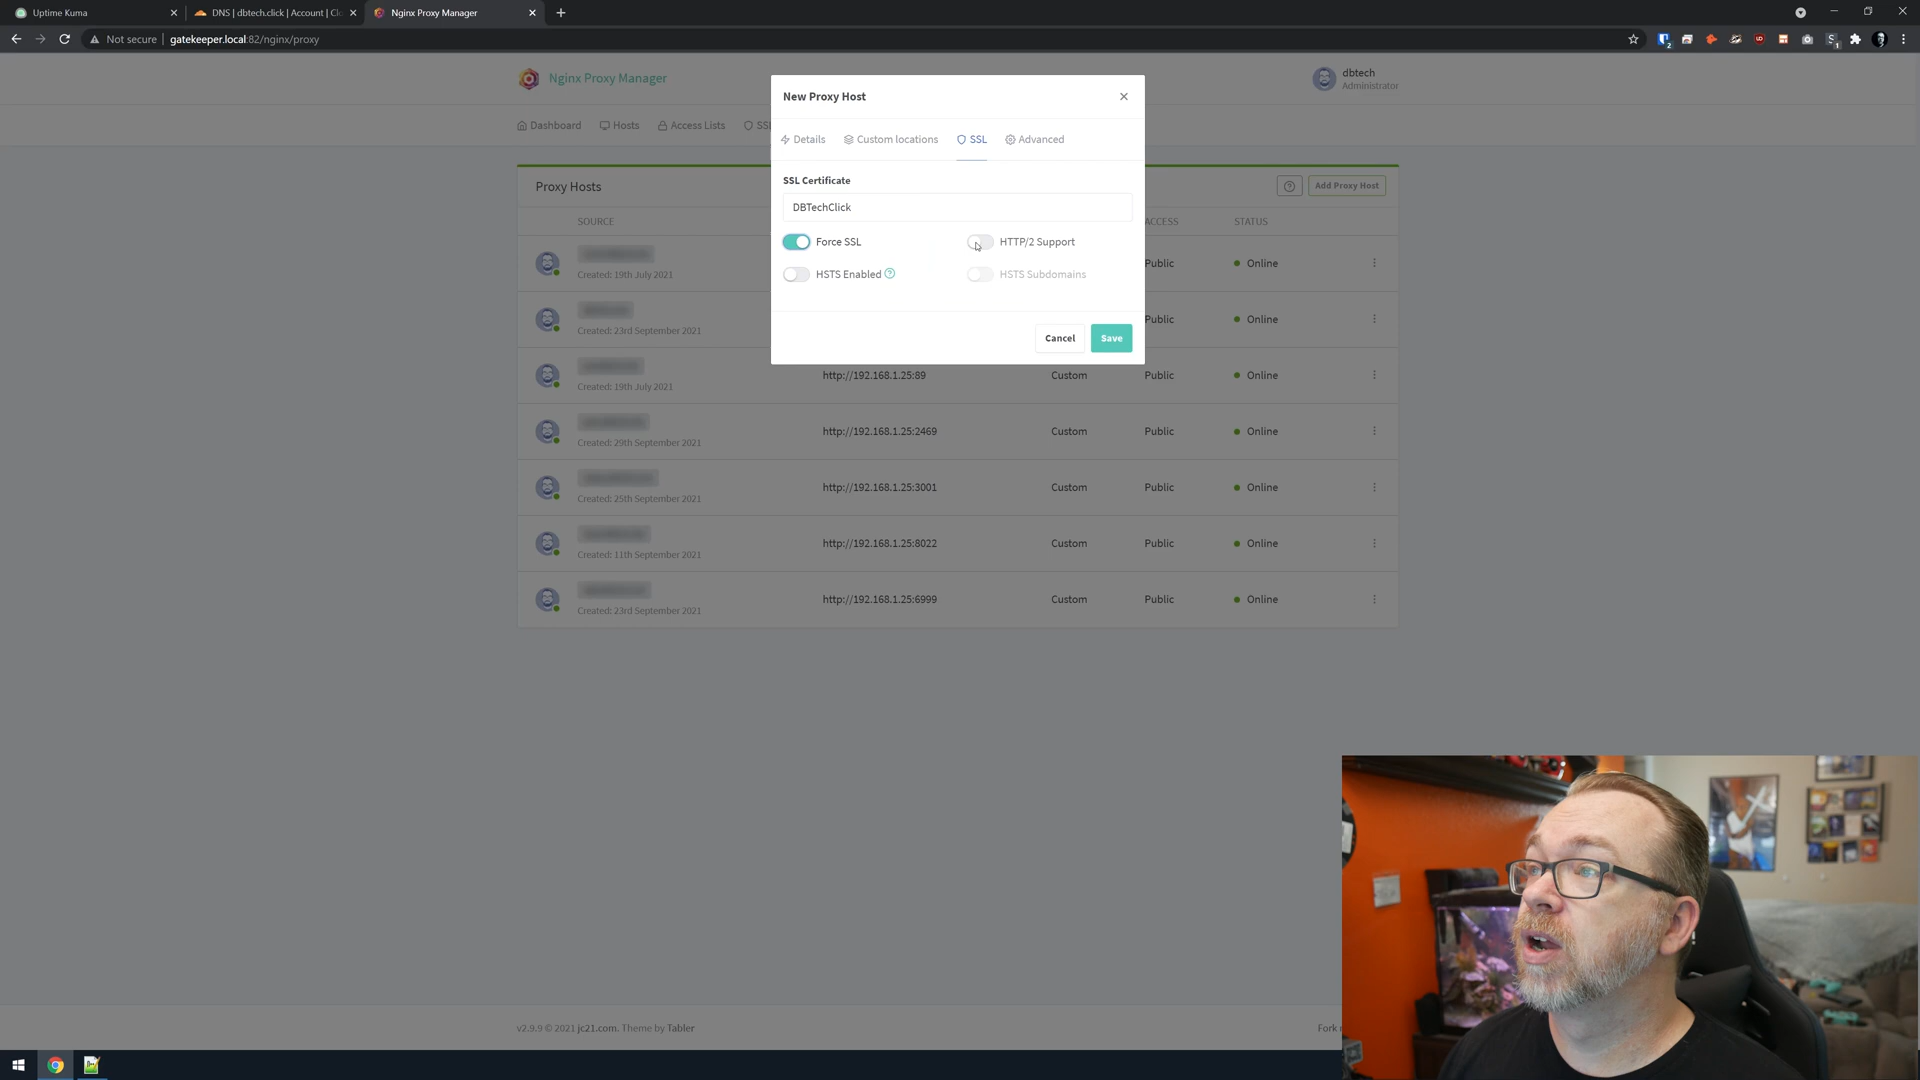 Uptime Kuma
DNS | dbtech.click | Account | Clo
Nginx Proxy Manager
Not secure
gatekeeper.local:82/nginx/proxy
Nginx Proxy Manager
dbtech
Administrator
Dashboard
Hosts
Access Lists
SSL
New Proxy Host
Details
Custom locations
SSL
Advanced
SSL Certificate
DBTechClick
Force SSL
HTTP/2 Support
HSTS Enabled
HSTS Subdomains
Cancel
Save
Proxy Hosts
Add Proxy Host
SOURCE
ACCESS
STATUS
Created: 19th July 2021
Public
Online
Created: 23rd September 2021
Public
Online
Created: 19th July 2021
http://192.168.1.25:89
Custom
Public
Online
Created: 29th September 2021
http://192.168.1.25:2469
Custom
Public
Online
Created: 25th September 2021
http://192.168.1.25:3001
Custom
Public
Online
Created: 11th September 2021
http://192.168.1.25:8022
Custom
Public
Online
Created: 23rd September 2021
http://192.168.1.25:6999
Custom
Public
Online
v2.9.9 © 2021 jc21.com. Theme by Tabler
Fork